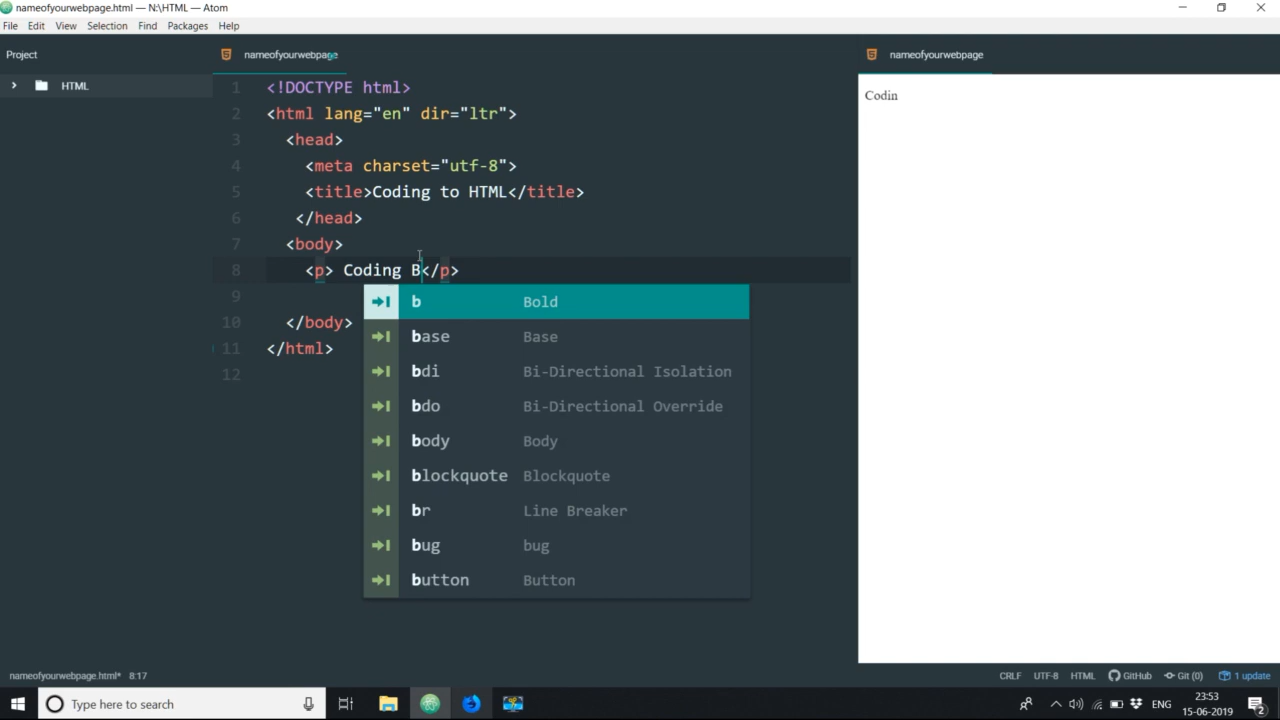 nameofyourwebpage.html — N:\HTML — Atom
File Edit View Selection Find Packages Help
Project
HTML
nameofyourwebpage
1 <!DOCTYPE html>
2 <html lang="en" dir="ltr">
3 <head>
4 <meta charset="utf-8">
5 <title>Coding to HTML</title>
6 </head>
7 <body>
8 <p> Coding B</p>
9
10 </body>
11 </html>
12
b Bold
base Base
bdi Bi-Directional Isolation
bdo Bi-Directional Override
body Body
blockquote Blockquote
br Line Breaker
bug bug
button Button
nameofyourwebpage
Codin
nameofyourwebpage.html* 8:17
CRLF UTF-8 HTML GitHub Git (0) 1 update
Type here to search
ENG
23:53
15-06-2019
2